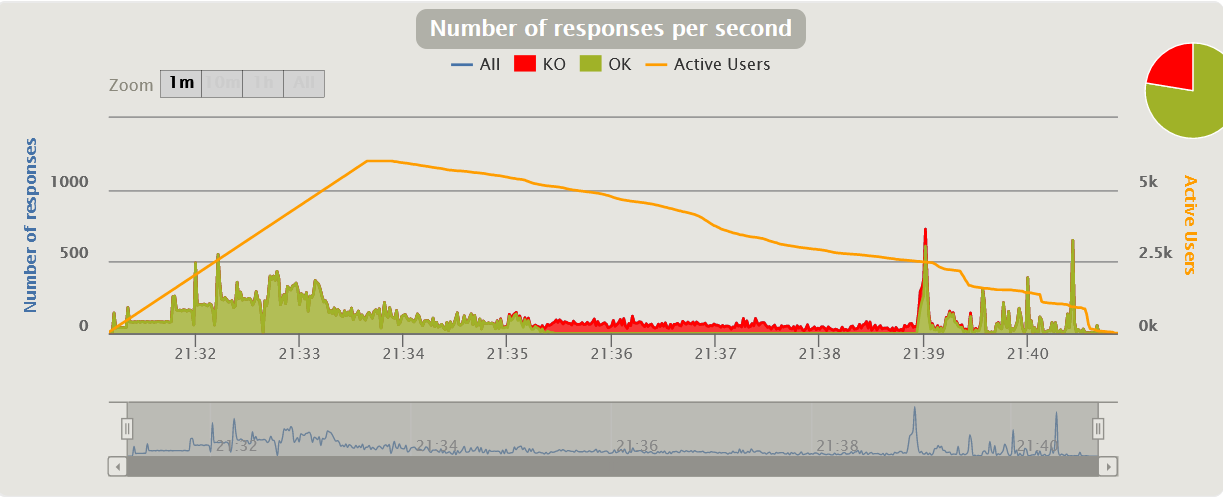 Number of responses per second
All KO OK Active Users
Zoom 1m 10m 1h All
Number of responses
1000
500
0
5k
2.5k
0k
Active Users
21:32 21:33 21:34 21:35 21:36 21:37 21:38 21:39 21:40
21:32 21:34 21:36 21:38 21:40